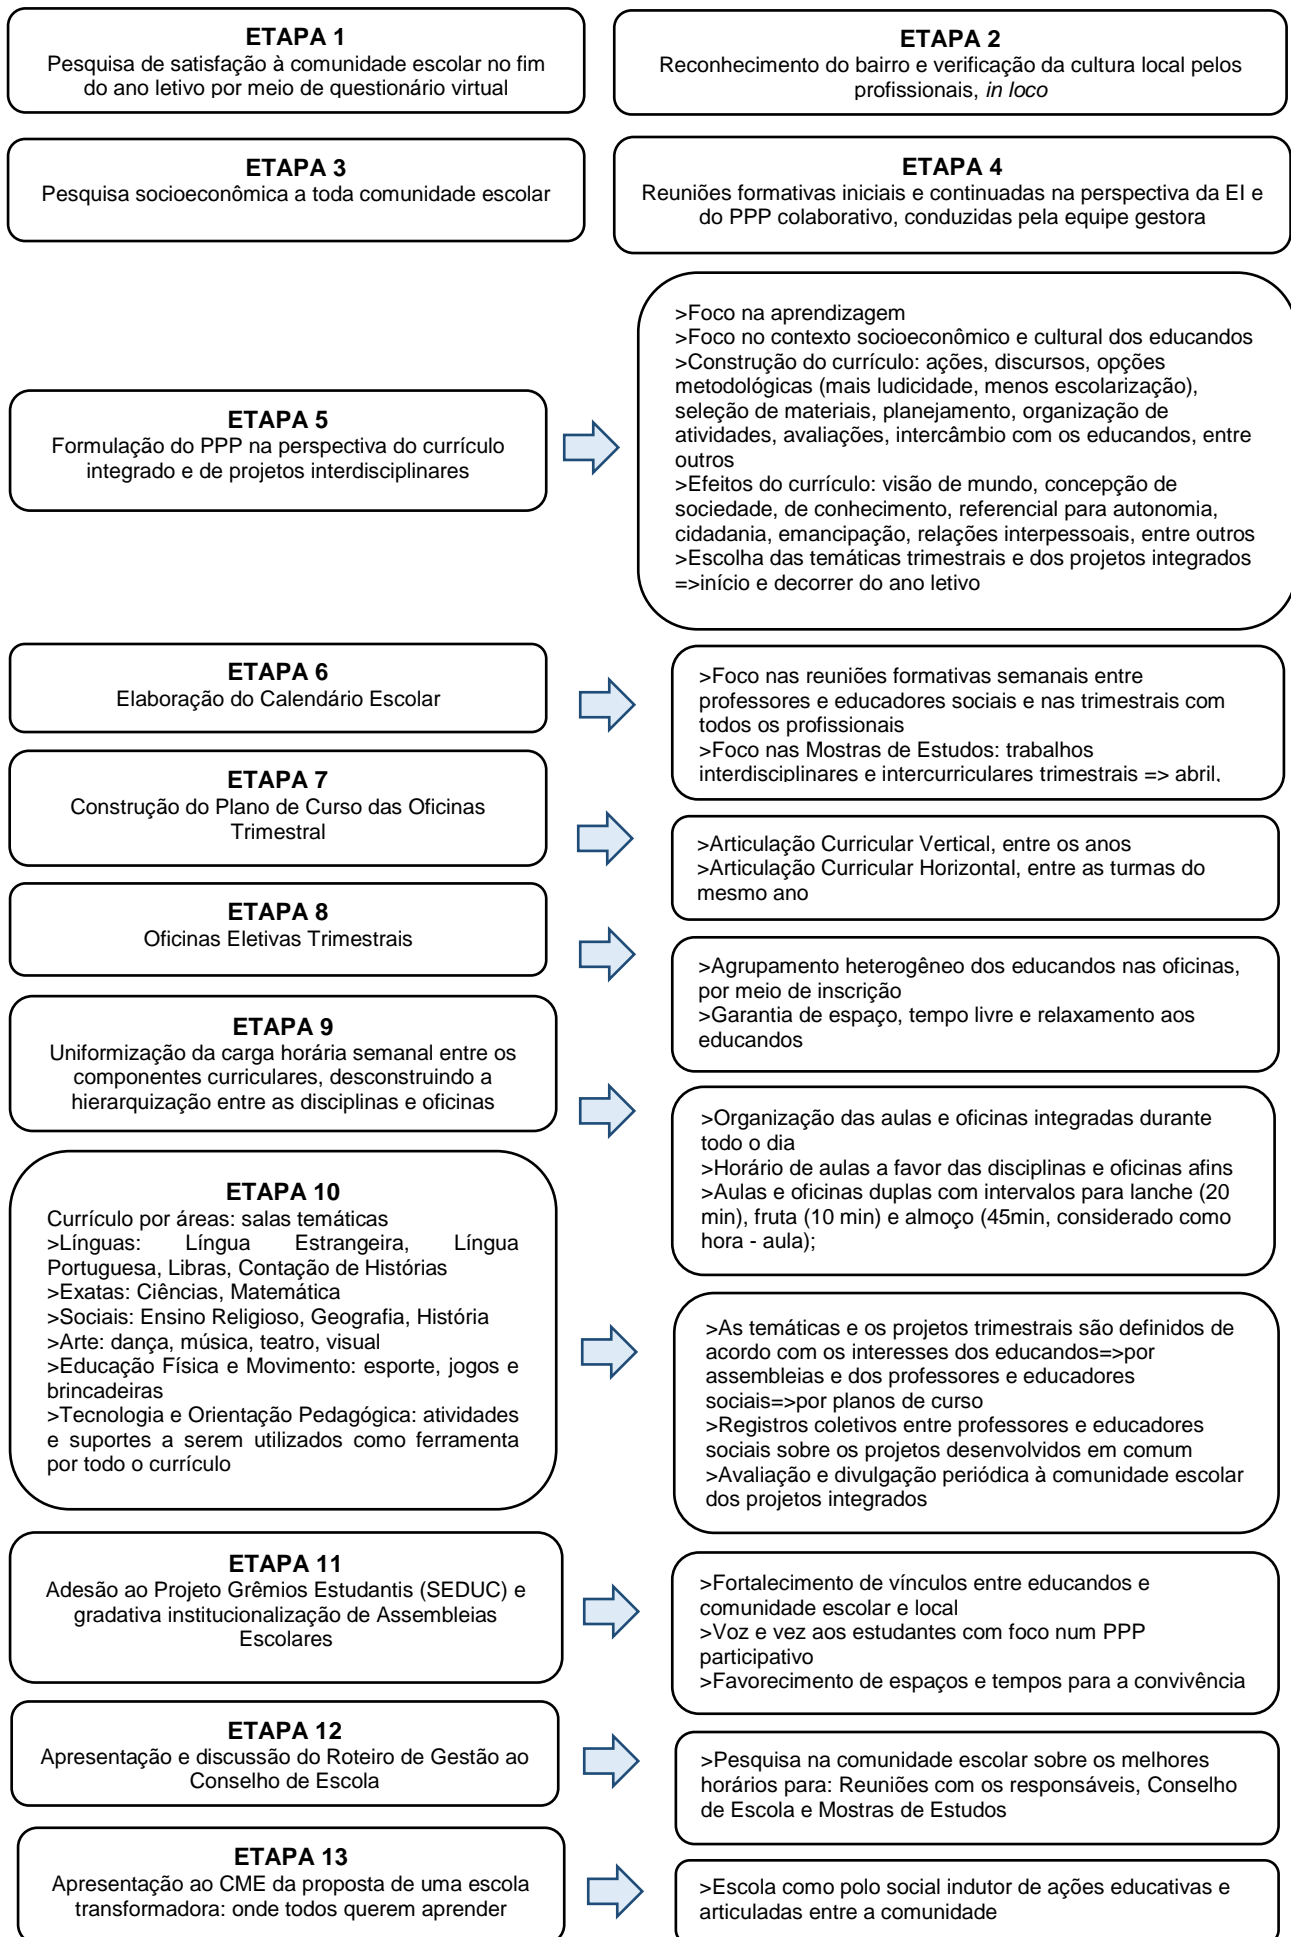 ETAPA 1
Pesquisa de satisfação à comunidade escolar no fim
do ano letivo por meio de questionário virtual
ETAPA 2
Reconhecimento do bairro e verificação da cultura local pelos
profissionais, in loco
ETAPA 3
Pesquisa socioeconômica a toda comunidade escolar
ETAPA 4
Reuniões formativas iniciais e continuadas na perspectiva da EI e
do PPP colaborativo, conduzidas pela equipe gestora
ETAPA 5
Formulação do PPP na perspectiva do currículo
integrado e de projetos interdisciplinares
>Foco na aprendizagem
>Foco no contexto socioeconômico e cultural dos educandos
>Construção do currículo: ações, discursos, opções
metodológicas (mais ludicidade, menos escolarização),
seleção de materiais, planejamento, organização de
atividades, avaliações, intercâmbio com os educandos, entre
outros
>Efeitos do currículo: visão de mundo, concepção de
sociedade, de conhecimento, referencial para autonomia,
cidadania, emancipação, relações interpessoais, entre outros
>Escolha das temáticas trimestrais e dos projetos integrados
=>início e decorrer do ano letivo
ETAPA 6
Elaboração do Calendário Escolar
>Foco nas reuniões formativas semanais entre
professores e educadores sociais e nas trimestrais com
todos os profissionais
>Foco nas Mostras de Estudos: trabalhos
interdisciplinares e intercurriculares trimestrais => abril,
ETAPA 7
Construção do Plano de Curso das Oficinas
Trimestral
>Articulação Curricular Vertical, entre os anos
>Articulação Curricular Horizontal, entre as turmas do
mesmo ano
ETAPA 8
Oficinas Eletivas Trimestrais
>Agrupamento heterogêneo dos educandos nas oficinas,
por meio de inscrição
>Garantia de espaço, tempo livre e relaxamento aos
educandos
ETAPA 9
Uniformização da carga horária semanal entre os
componentes curriculares, desconstruindo a
hierarquização entre as disciplinas e oficinas
>Organização das aulas e oficinas integradas durante
todo o dia
>Horário de aulas a favor das disciplinas e oficinas afins
>Aulas e oficinas duplas com intervalos para lanche (20
min), fruta (10 min) e almoço (45min, considerado como
hora - aula);
ETAPA 10
Currículo por áreas: salas temáticas
>Línguas: Língua Estrangeira, Língua
Portuguesa, Libras, Contação de Histórias
>Exatas: Ciências, Matemática
>Sociais: Ensino Religioso, Geografia, História
>Arte: dança, música, teatro, visual
>Educação Física e Movimento: esporte, jogos e
brincadeiras
>Tecnologia e Orientação Pedagógica: atividades
e suportes a serem utilizados como ferramenta
por todo o currículo
>As temáticas e os projetos trimestrais são definidos de
acordo com os interesses dos educandos=>por
assembleias e dos professores e educadores
sociais=>por planos de curso
>Registros coletivos entre professores e educadores
sociais sobre os projetos desenvolvidos em comum
>Avaliação e divulgação periódica à comunidade escolar
dos projetos integrados
ETAPA 11
Adesão ao Projeto Grêmios Estudantis (SEDUC) e
gradativa institucionalização de Assembleias
Escolares
>Fortalecimento de vínculos entre educandos e
comunidade escolar e local
>Voz e vez aos estudantes com foco num PPP
participativo
>Favorecimento de espaços e tempos para a convivência
ETAPA 12
Apresentação e discussão do Roteiro de Gestão ao
Conselho de Escola
>Pesquisa na comunidade escolar sobre os melhores
horários para: Reuniões com os responsáveis, Conselho
de Escola e Mostras de Estudos
ETAPA 13
Apresentação ao CME da proposta de uma escola
transformadora: onde todos querem aprender
>Escola como polo social indutor de ações educativas e
articuladas entre a comunidade